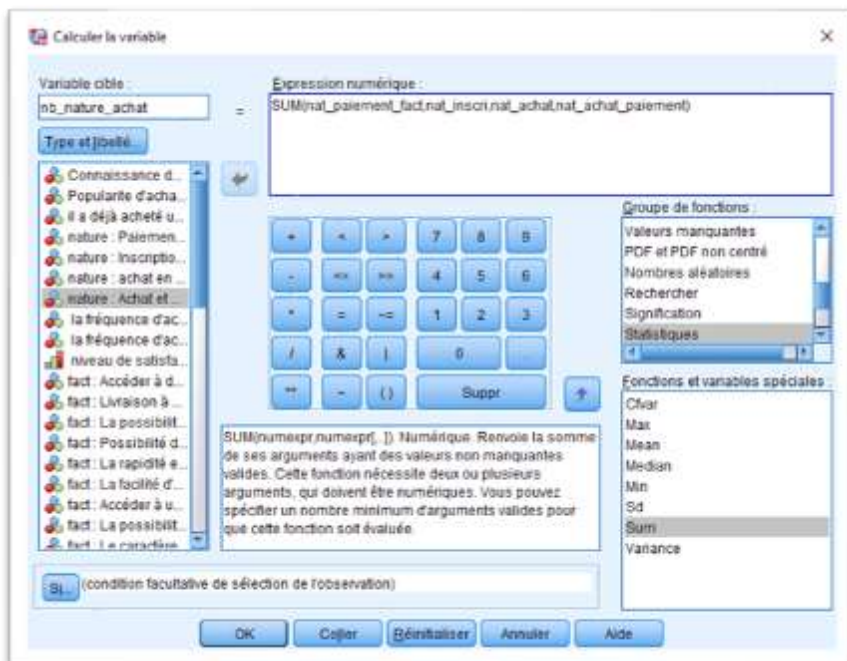 Calculer la variable
Variable cible :
nb_nature_achat
=
Expression numérique :
SUM(nat_paiement_fact,nat_inscri,nat_achat,nat_achat_paiement)
Type et libellé...
Connaissance d...
Popularite d'acha...
il a déjà acheté u...
nature : Paiemen...
nature : Inscriptio...
nature : achat en ...
nature : Achat et ...
la fréquence d'ac...
la fréquence d'ac...
niveau de satisfa...
fact : Accéder à d...
fact : Livraison à ...
fact : La possibilit...
fact : Possibilité d...
fact : La rapidité e...
fact : La facilité d'...
fact : Accéder à u...
fact : La possibilit...
fact : Le caractère ...
+ < > 7 8 9
- <= >= 4 5 6
* = ~= 1 2 3
/ & | 0
** ~ ( ) Suppr
Groupe de fonctions :
Valeurs manquantes
PDF et PDF non centré
Nombres aléatoires
Rechercher
Signification
Statistiques
Fonctions et variables spéciales :
Cfvar
Max
Mean
Median
Min
Sd
Sum
Variance
SUM(numexpr,numexpr[,..]). Numérique. Renvoie la somme
de ses arguments ayant des valeurs non manquantes
valides. Cette fonction nécessite deux ou plusieurs
arguments, qui doivent être numériques. Vous pouvez
spécifier un nombre minimum d'arguments valides pour
que cette fonction soit évaluée.
Si... (condition facultative de sélection de l'observation)
OK Coller Réinitialiser Annuler Aide